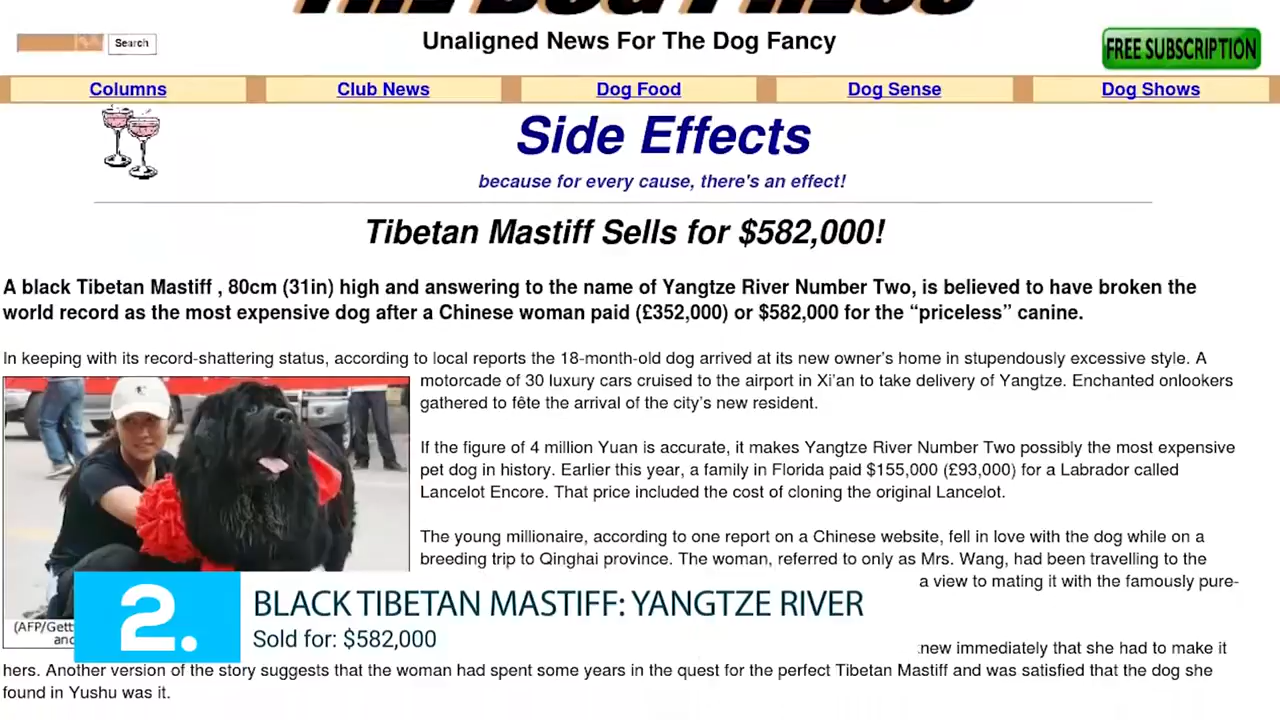 THE DOG PRESS
Search
Unaligned News For The Dog Fancy
FREE SUBSCRIPTION
Columns
Club News
Dog Food
Dog Sense
Dog Shows
Side Effects
because for every cause, there's an effect!
Tibetan Mastiff Sells for $582,000!
A black Tibetan Mastiff , 80cm (31in) high and answering to the name of Yangtze River Number Two, is believed to have broken the
world record as the most expensive dog after a Chinese woman paid (£352,000) or $582,000 for the “priceless” canine.
In keeping with its record-shattering status, according to local reports the 18-month-old dog arrived at its new owner’s home in stupendously excessive style. A
motorcade of 30 luxury cars cruised to the airport in Xi’an to take delivery of Yangtze. Enchanted onlookers
gathered to fête the arrival of the city’s new resident.
If the figure of 4 million Yuan is accurate, it makes Yangtze River Number Two possibly the most expensive
pet dog in history. Earlier this year, a family in Florida paid $155,000 (£93,000) for a Labrador called
Lancelot Encore. That price included the cost of cloning the original Lancelot.
The young millionaire, according to one report on a Chinese website, fell in love with the dog while on a
breeding trip to Qinghai province. The woman, referred to only as Mrs. Wang, had been travelling to the
a view to mating it with the famously pure-
(AFP/Gett
and
2.
BLACK TIBETAN MASTIFF: YANGTZE RIVER
Sold for: $582,000
new immediately that she had to make it
hers. Another version of the story suggests that the woman had spent some years in the quest for the perfect Tibetan Mastiff and was satisfied that the dog she
found in Yushu was it.